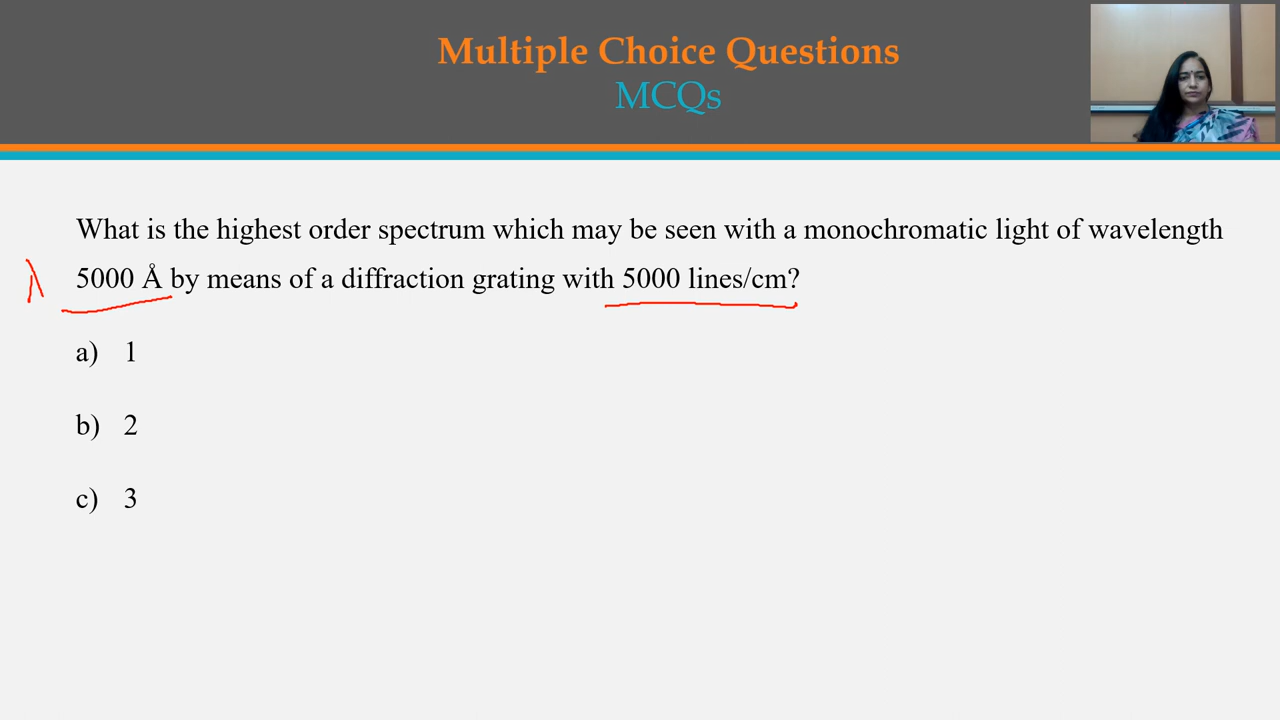 Multiple Choice Questions
MCQs
What is the highest order spectrum which may be seen with a monochromatic light of wavelength
λ 5000 Å by means of a diffraction grating with 5000 lines/cm?
a) 1
b) 2
c) 3